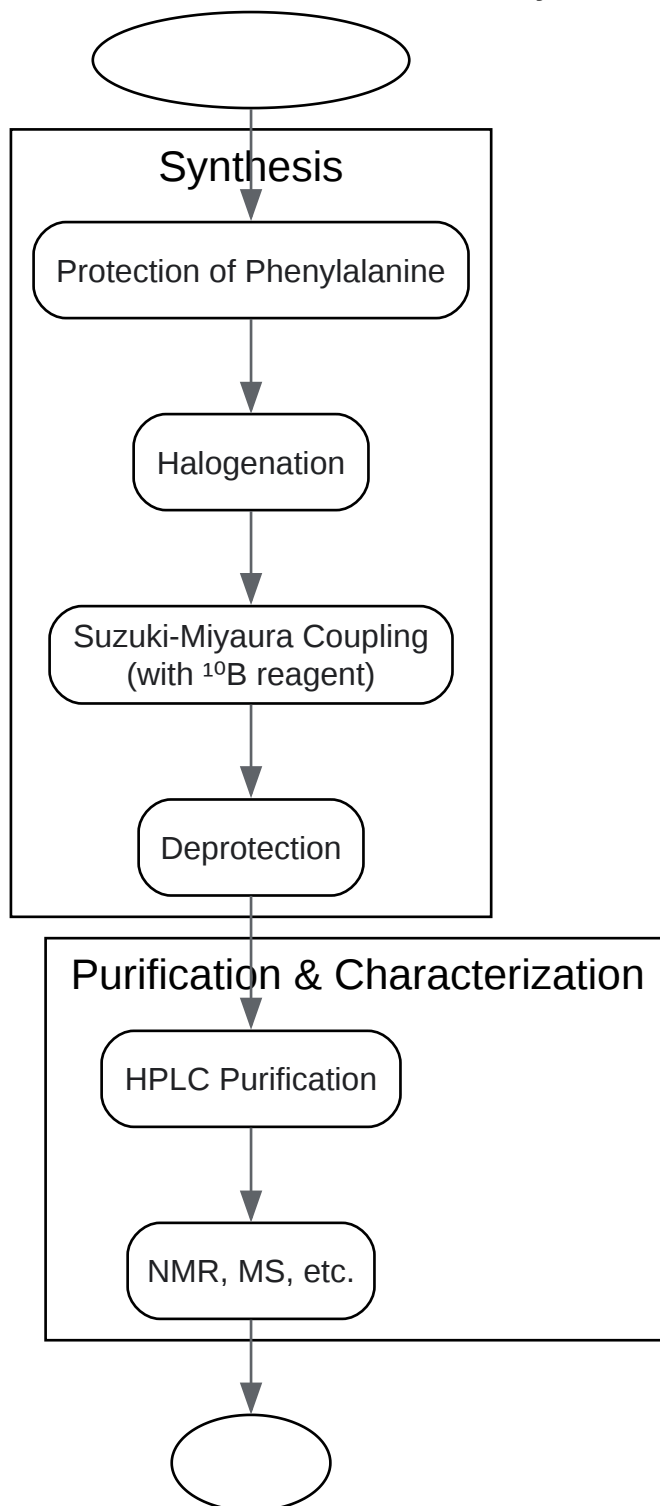 Synthesis
Protection of Phenylalanine
Halogenation
Suzuki-Miyaura Coupling
(with ¹⁰B reagent)
Deprotection
Purification & Characterization
HPLC Purification
NMR, MS, etc.